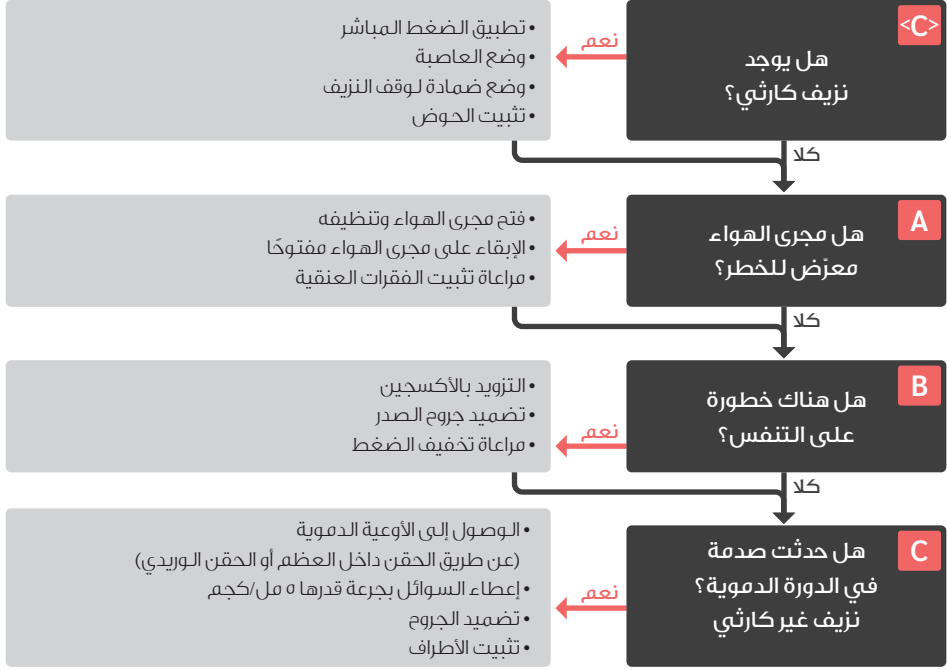 <C>
هل يوجد
نزيف كارثي؟
نعم
• تطبيق الضغط المباشر
• وضع العاصبة
• وضع ضمادة لوقف النزيف
• تثبيت الحوض
كلا
A
هل مجرى الهواء
معرّض للخطر؟
نعم
• فتح مجرى الهواء وتنظيفه
• الإبقاء على مجرى الهواء مفتوحًا
• مراعاة تثبيت الفقرات العنقية
كلا
B
هل هناك خطورة
على التنفس؟
نعم
• التزويد بالأكسجين
• تضميد جروح الصدر
• مراعاة تخفيف الضغط
كلا
C
هل حدثت صدمة
في الدورة الدموية؟
نزيف غير كارثي
نعم
• الوصول إلى الأوعية الدموية
(عن طريق الحقن داخل العظم أو الحقن الوريدي)
• إعطاء السوائل بجرعة قدرها ٥ مل/كجم
• تضميد الجروح
• تثبيت الأطراف